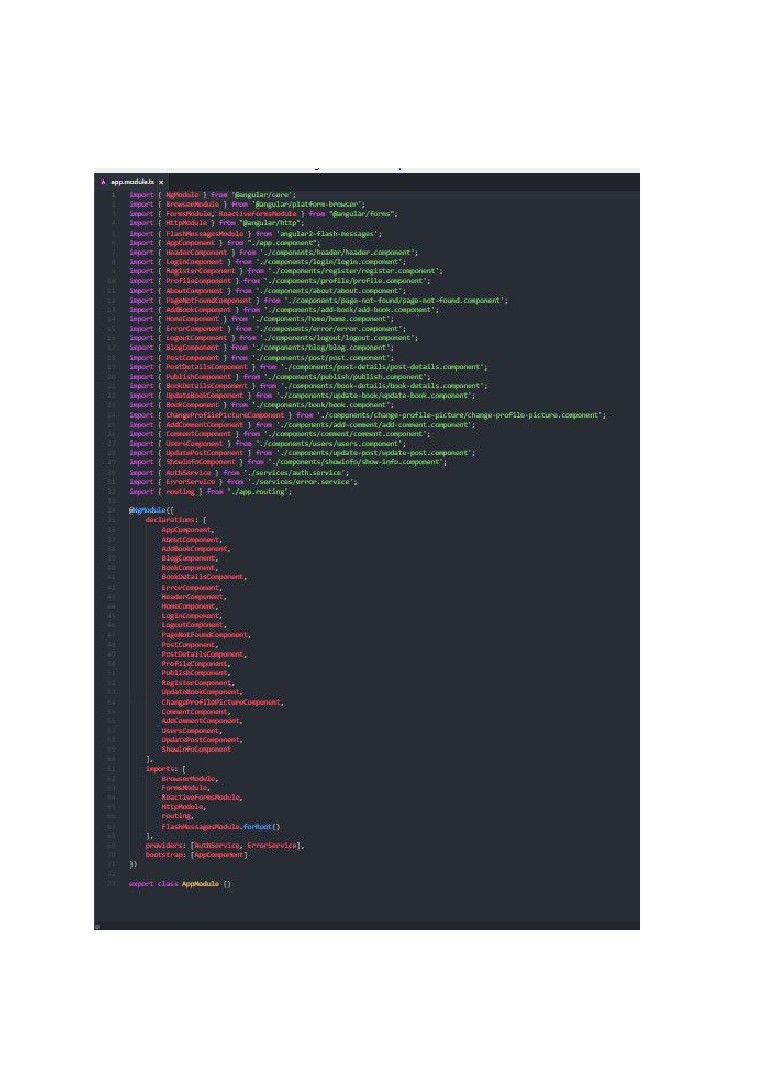 app.module.ts ×
1 import { NgModule } from "@angular/core';
2 import { BrowserModule } from '@angular/platform-browser';
3 import { FormsModule, ReactiveFormsModule } from "@angular/forms";
4 import { HttpModule } from "@angular/http";
5 import { FlashMessagesModule } from 'angular2-flash-messages';
6 import { AppComponent } from "./app.component";
7 import { HeaderComponent } from './components/header/header.component";
8 import { LoginComponent } from './components/login/login.component";
9 import { RegisterComponent } from './components/register/register.component";
10 import { ProfileComponent } from './components/profile/profile.component";
11 import { AboutComponent } from './components/about/about.component";
12 import { PageNotFoundComponent } from './components/page-not-found/page-not-found.component';
13 import { AddBookComponent } from './components/add-book/add-book.component";
14 import { HomeComponent } from './components/home/home.component";
15 import { ErrorComponent } from './components/error/error.component";
16 import { LogoutComponent } from './components/logout/logout.component";
17 import { BlogComponent } from './components/blog/blog.component";
18 import { PostComponent } from './components/post/post.component";
19 import { PostDetailsComponent } from './components/post-details/post-details.component";
20 import { PublishComponent } from './components/publish/publish.component";
21 import { BookDetailsComponent } from './components/book-details/book-details.component";
22 import { UpdateBookComponent } from './components/update-book/update-book.component";
23 import { BookComponent } from './components/book/book.component";
24 import { ChangeProfilePictureComponent } from './components/change-profile-picture/change-profile-picture.component";
25 import { AddCommentComponent } from './components/add-comment/add-comment.component";
26 import { CommentComponent } from "./components/comment/comment.component";
27 import { UsersComponent } from './components/users/users.component";
28 import { UpdatePostComponent } from './components/update-post/update-post.component";
29 import { ShowInfoComponent } from './components/showinfo/show-info.component";
30 import { AuthService } from './services/auth.service";
31 import { ErrorService } from './services/error.service";
32 import { routing } from "./app.routing";
33
34 @NgModule({
35 declarations: [
36 AppComponent,
37 AboutComponent,
38 AddBookComponent,
39 BlogComponent,
40 BookComponent,
41 BookDetailsComponent,
42 ErrorComponent,
43 HeaderComponent,
44 HomeComponent,
45 LoginComponent,
46 LogoutComponent,
47 PageNotFoundComponent,
48 PostComponent,
49 PostDetailsComponent,
50 ProfileComponent,
51 PublishComponent,
52 RegisterComponent,
53 UpdateBookComponent,
54 ChangeProfilePictureComponent,
55 CommentComponent,
56 AddCommentComponent,
57 UsersComponent,
58 UpdatePostComponent,
59 ShowInfoComponent
60 ],
61 imports: [
62 BrowserModule,
63 FormsModule,
64 ReactiveFormsModule,
65 HttpModule,
66 routing,
67 FlashMessagesModule.forRoot()
68 ],
69 providers: [AuthService, ErrorService],
70 bootstrap: [AppComponent]
71 })
72
73 export class AppModule {}